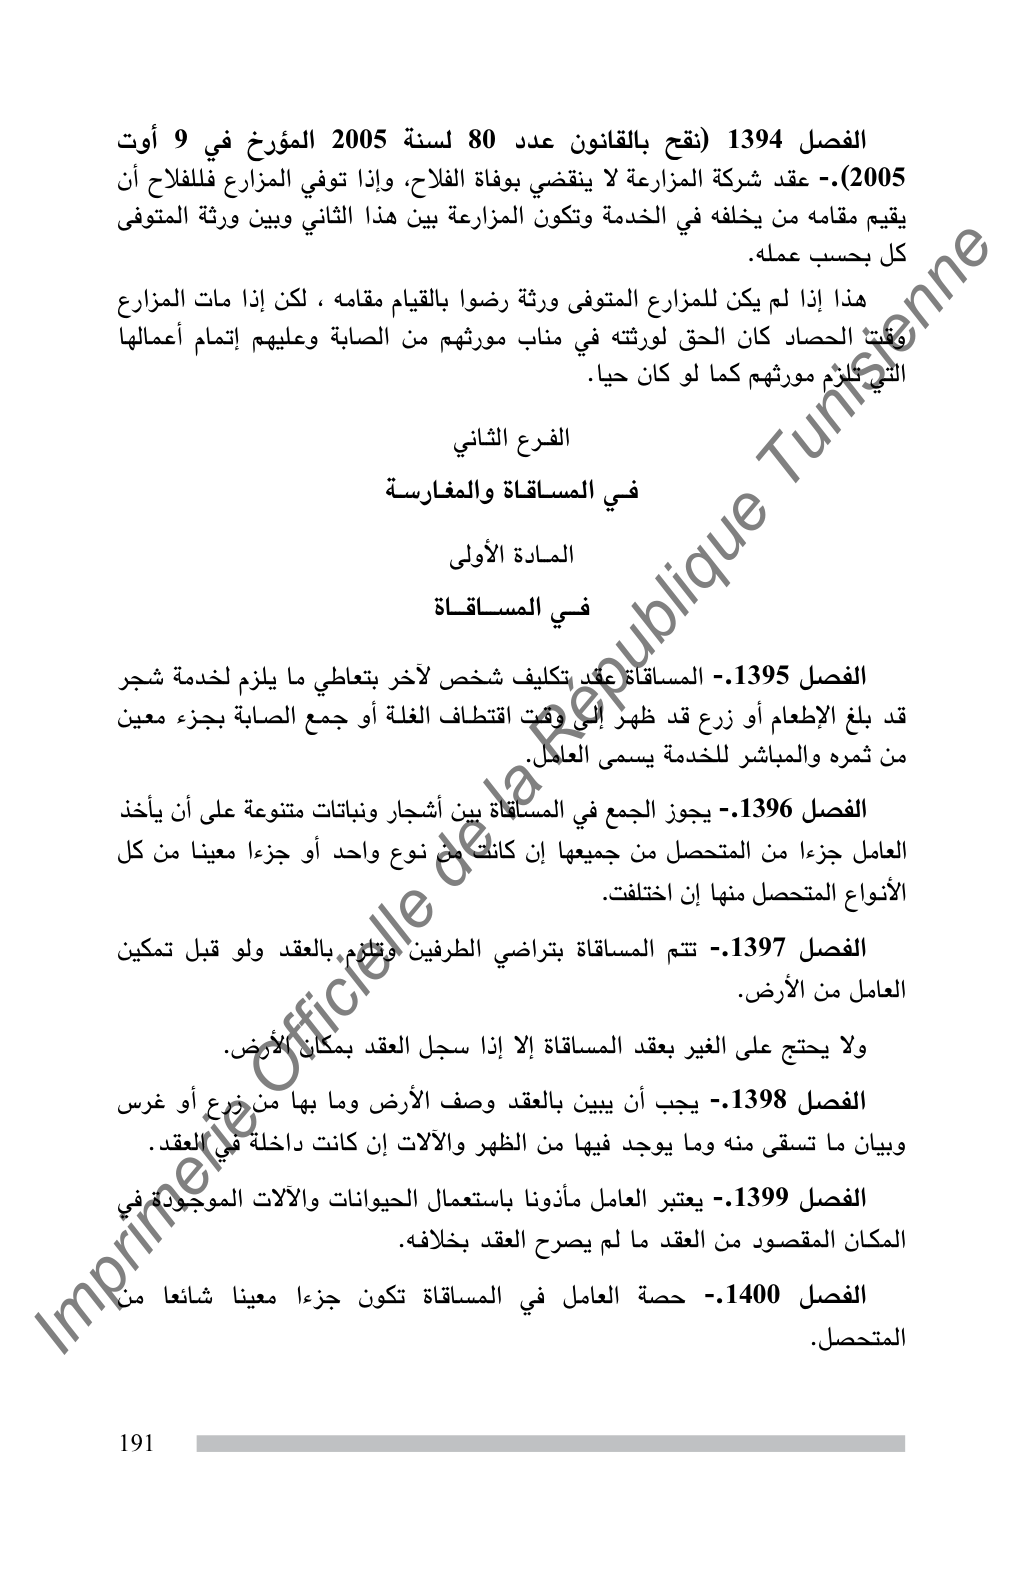 الفصل 1394 (نقح بالقانون عدد 80 لسنة 2005 المؤرخ في 9 أوت
2005).- عقد شركة المزارعة لا ينقضي بوفاة الفلاح، وإذا توفي المزارع فللفلاح أن
يقيم مقامه من يخلفه في الخدمة وتكون المزارعة بين هذا الثاني وبين ورثة المتوفى
كل بحسب عمله.
هذا إذا لم يكن للمزارع المتوفى ورثة رضوا بالقيام مقامه ، لكن إذا مات المزارع
وقت الحصاد كان الحق لورثته في مناب مورثهم من الصابة وعليهم إتمام أعمالها
التي تلزم مورثهم كما لو كان حيا.
الفـرع الثـاني
فـي المسـاقـاة والمغـارسـة
المـادة الأولى
فــي المســاقــاة
الفصل 1395.- المساقاة عقد تكليف شخص لآخر بتعاطي ما يلزم لخدمة شجر
قد بلغ الإطعام أو زرع قد ظهر إلى وقت اقتطاف الغلة أو جمع الصابة بجزء معين
من ثمره والمباشر للخدمة يسمى العامل.
الفصل 1396.- يجوز الجمع في المساقاة بين أشجار ونباتات متنوعة على أن يأخذ
العامل جزءا من المتحصل من جميعها إن كانت من نوع واحد أو جزءا معينا من كل
الأنواع المتحصل منها إن اختلفت.
الفصل 1397.- تتم المساقاة بتراضي الطرفين وتلزم بالعقد ولو قبل تمكين
العامل من الأرض.
ولا يحتج على الغير بعقد المساقاة إلا إذا سجل العقد بمكان الأرض.
الفصل 1398.- يجب أن يبين بالعقد وصف الأرض وما بها من زرع أو غرس
وبيان ما تسقى منه وما يوجد فيها من الظهر والآلات إن كانت داخلة في العقد.
الفصل 1399.- يعتبر العامل مأذونا باستعمال الحيوانات والآلات الموجودة في
المكان المقصود من العقد ما لم يصرح العقد بخلافه.
الفصل 1400.- حصة العامل في المساقاة تكون جزءا معينا شائعا من
المتحصل.
191
Imprimerie Officielle de la République Tunisienne